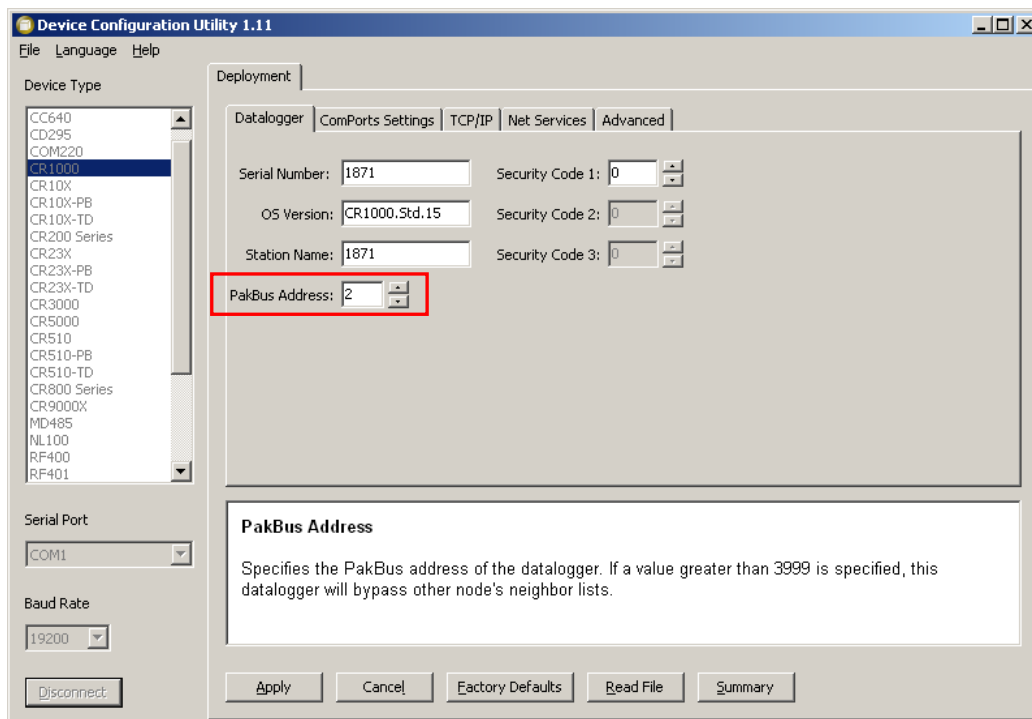 Device Configuration Utility 1.11
File Language Help
Device Type
CC640
CD295
COM220
CR1000
CR10X
CR10X-PB
CR10X-TD
CR200 Series
CR23X
CR23X-PB
CR23X-TD
CR3000
CR5000
CR510
CR510-PB
CR510-TD
CR800 Series
CR9000X
MD485
NL100
RF400
RF401
Serial Port
COM1
Baud Rate
19200
Disconnect
Deployment
Datalogger ComPorts Settings TCP/IP Net Services Advanced
Serial Number: 1871 Security Code 1: 0
OS Version: CR1000.Std.15 Security Code 2: 0
Station Name: 1871 Security Code 3: 0
PakBus Address: 2
PakBus Address
Specifies the PakBus address of the datalogger. If a value greater than 3999 is specified, this
datalogger will bypass other node's neighbor lists.
Apply Cancel Factory Defaults Read File Summary